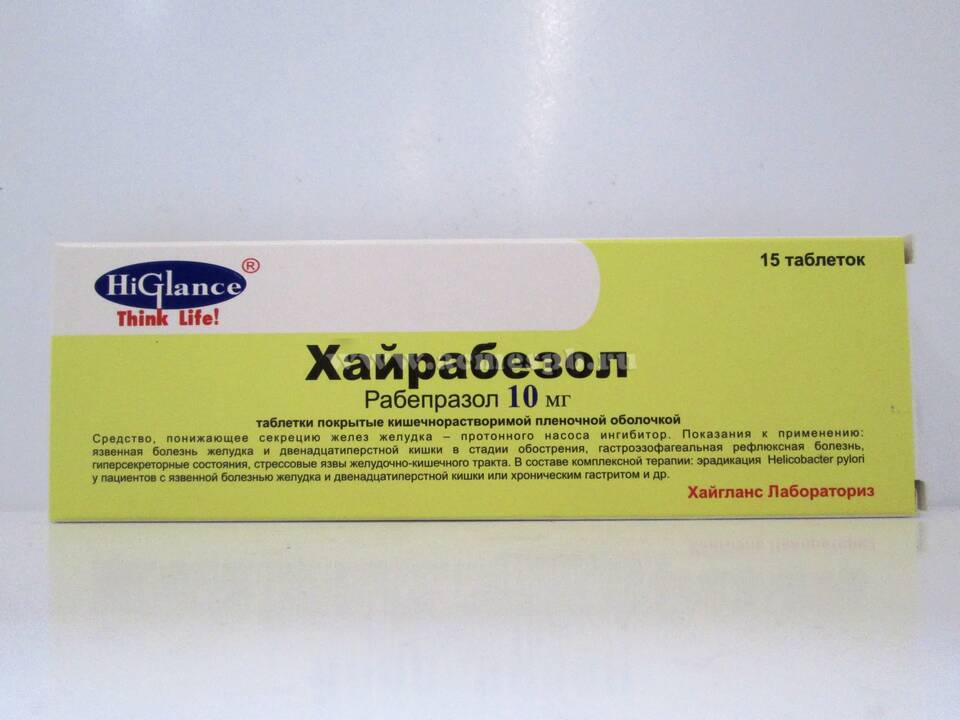 HiGlance®
Think Life!
15 таблеток
Хайрабезол
Рабепразол 10 мг
таблетки покрытые кишечнорастворимой пленочной оболочкой
Средство, понижающее секрецию желез желудка – протонного насоса ингибитор. Показания к применению:
язвенная болезнь желудка и двенадцатиперстной кишки в стадии обострения, гастроэзофагеальная рефлюксная болезнь,
гиперсекреторные состояния, стрессовые язвы желудочно-кишечного тракта. В составе комплексной терапии: эрадикация Helicobacter pylori
у пациентов с язвенной болезнью желудка и двенадцатиперстной кишки или хроническим гастритом и др.
Хайгланс Лабораториз